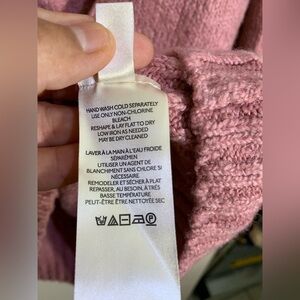 HAND WASH COLD SEPARATELY
USE ONLY NON-CHLORINE
BLEACH
RESHAPE & LAY FLAT TO DRY
LOW IRON AS NEEDED
MAY BE DRY CLEANED
LAVER À LA MAIN À L'EAU FROIDE
SÉPARÉMEN
UTILISER UN AGENT DE
BLANCHIMENT SANS CHLORE SI
NÉCESSAIRE
REMODELER ET SÉCHER À PLAT
REPASSER, AU BESOIN, À TRÈS
BASSE TEMPÉRATURE
PEUT-ÊTRE ÊTRE NETTOYÉE SEC